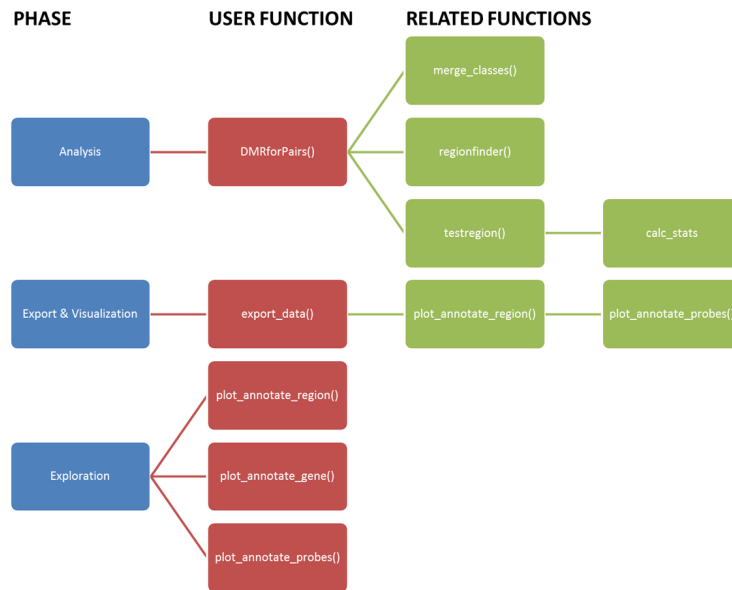 PHASE
USER FUNCTION
RELATED FUNCTIONS
merge_classes()
Analysis
DMRforPairs()
regionfinder()
testregion()
calc_stats
Export & Visualization
export_data()
plot_annotate_region()
plot_annotate_probes()
plot_annotate_region()
Exploration
plot_annotate_gene()
plot_annotate_probes()